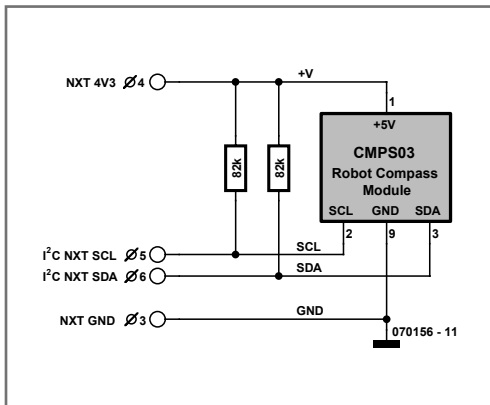 NXT 4V3 4
+V
1
+5V
CMPS03
Robot Compass
Module
SCL GND SDA
2 9 3
82k
82k
I²C NXT SCL 5
SCL
I²C NXT SDA 6
SDA
NXT GND 3
GND
070156 - 11